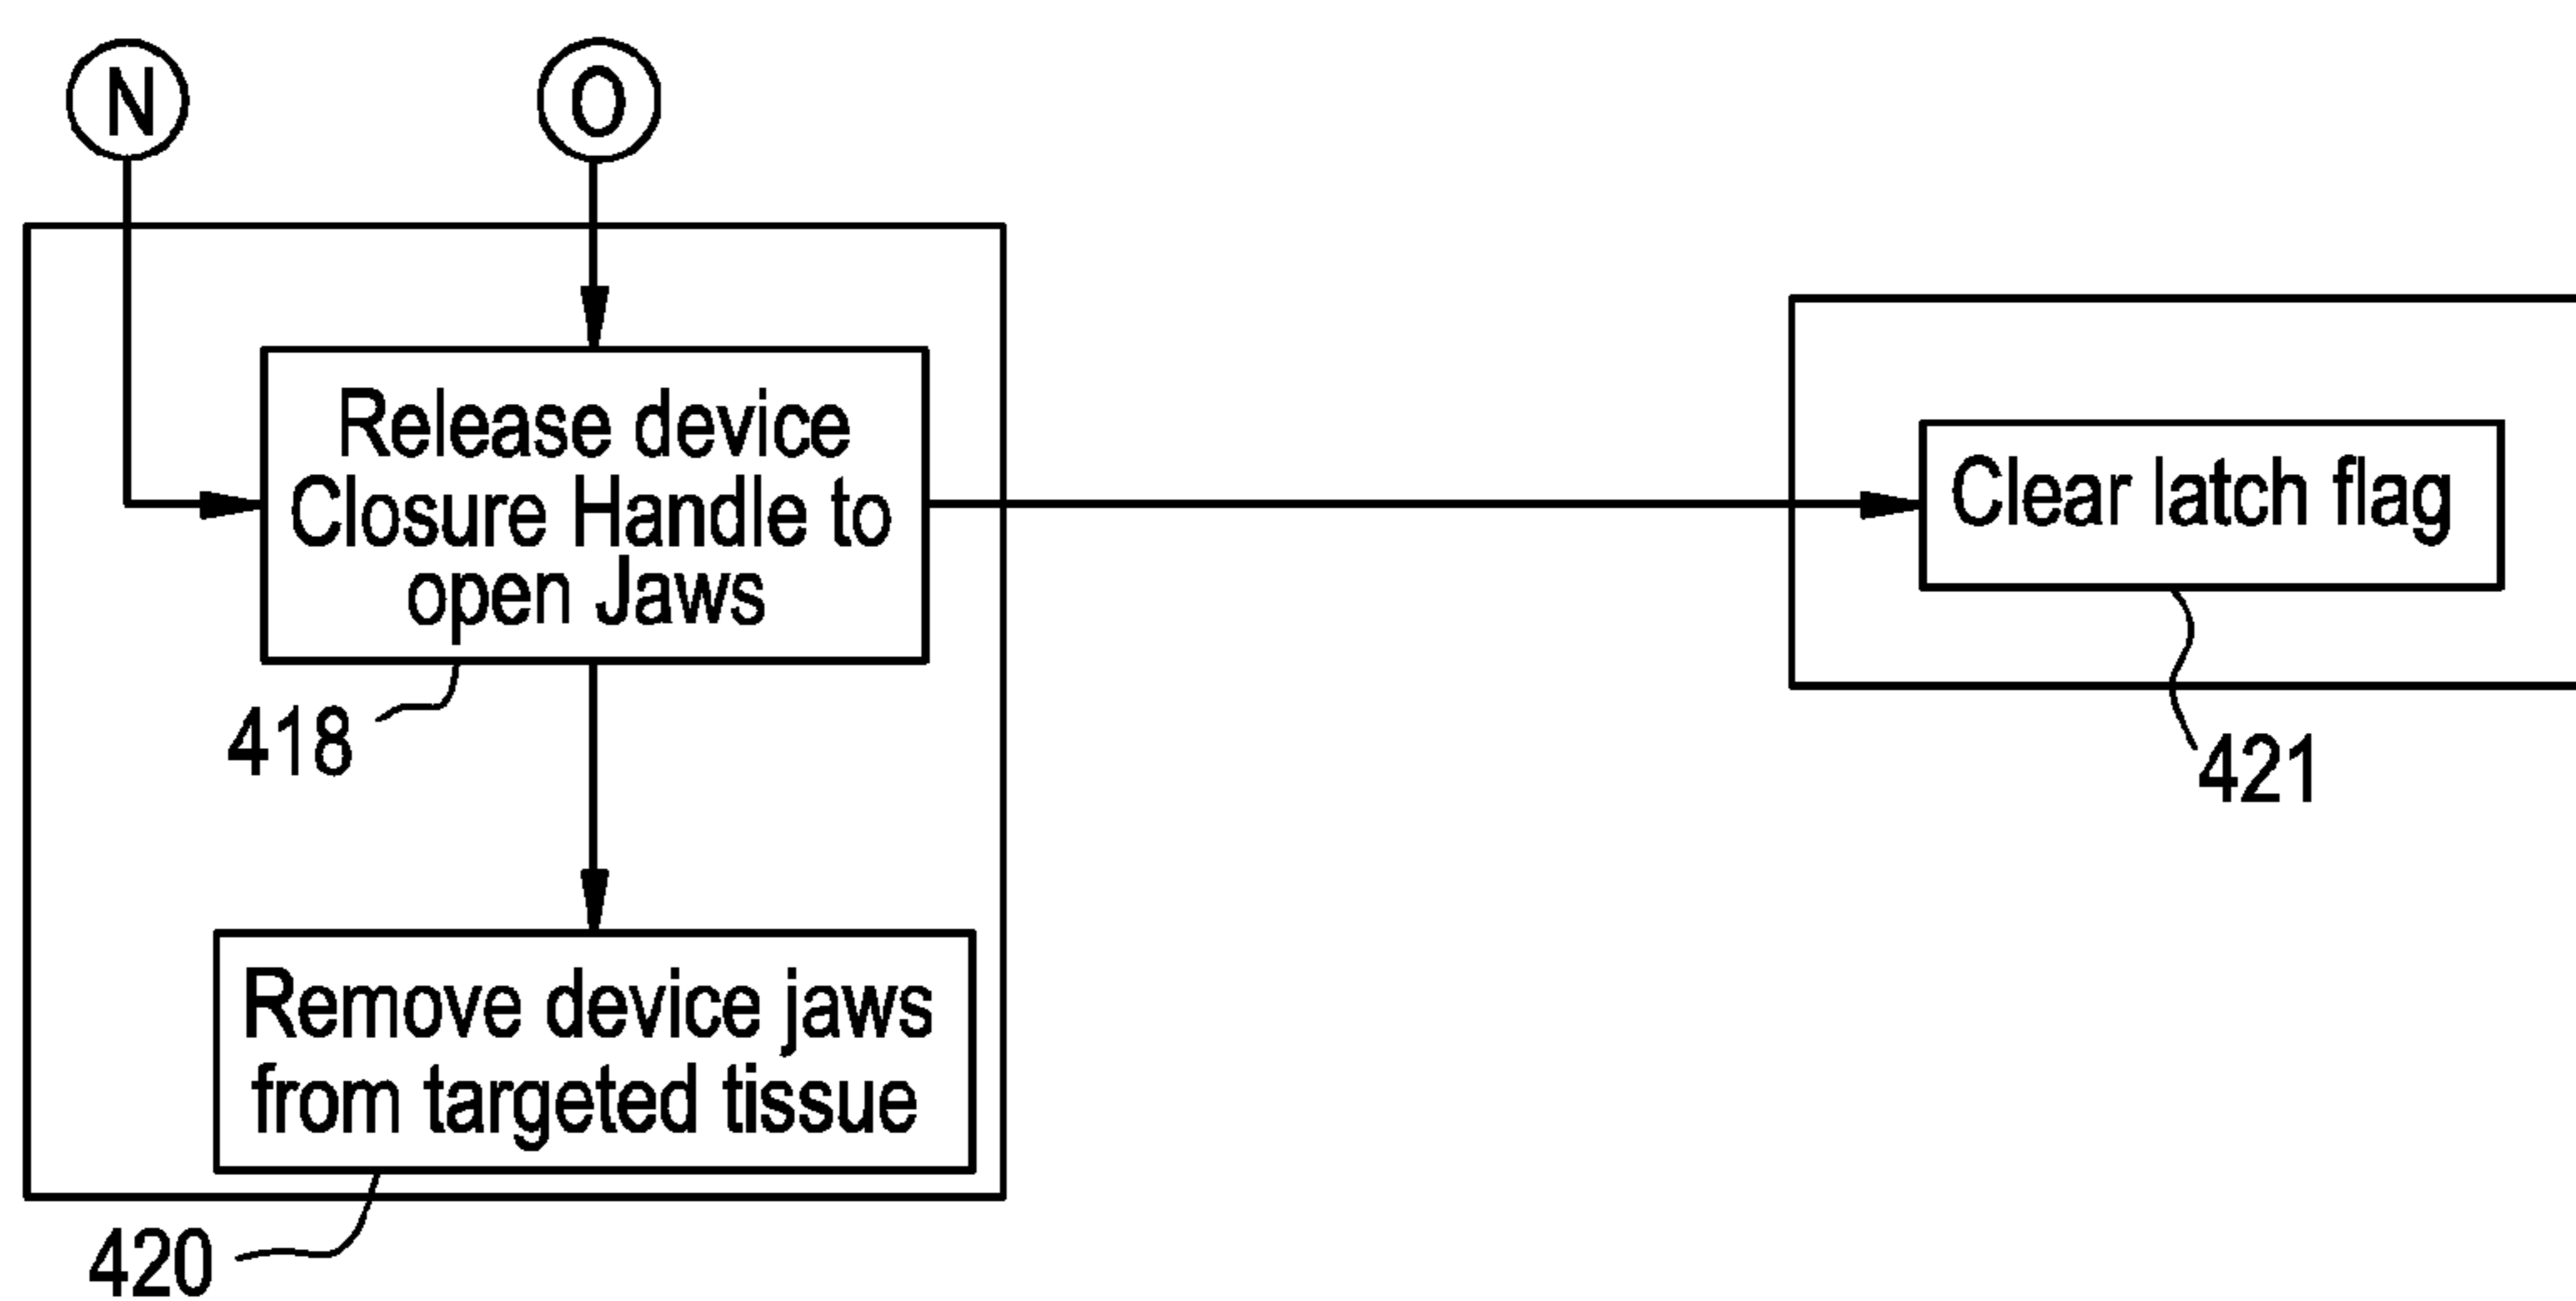 N
O
Release device
Closure Handle to
open Jaws
418
Clear latch flag
421
Remove device jaws
from targeted tissue
420